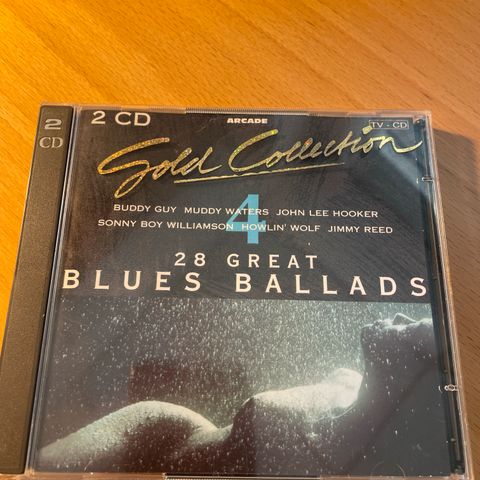 2 CD
ARCADE
TV - CD
2
CD
Gold Collection
4
BUDDY GUY MUDDY WATERS JOHN LEE HOOKER
SONNY BOY WILLIAMSON HOWLIN' WOLF JIMMY REED
28 GREAT
BLUES BALLADS